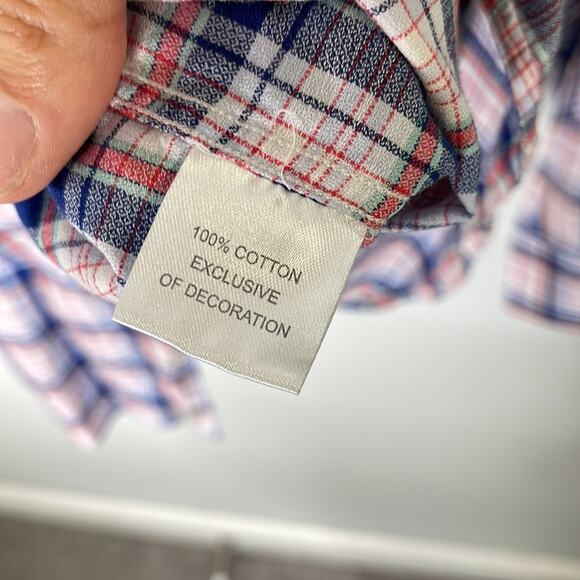 100% COTTON
EXCLUSIVE
OF DECORATION